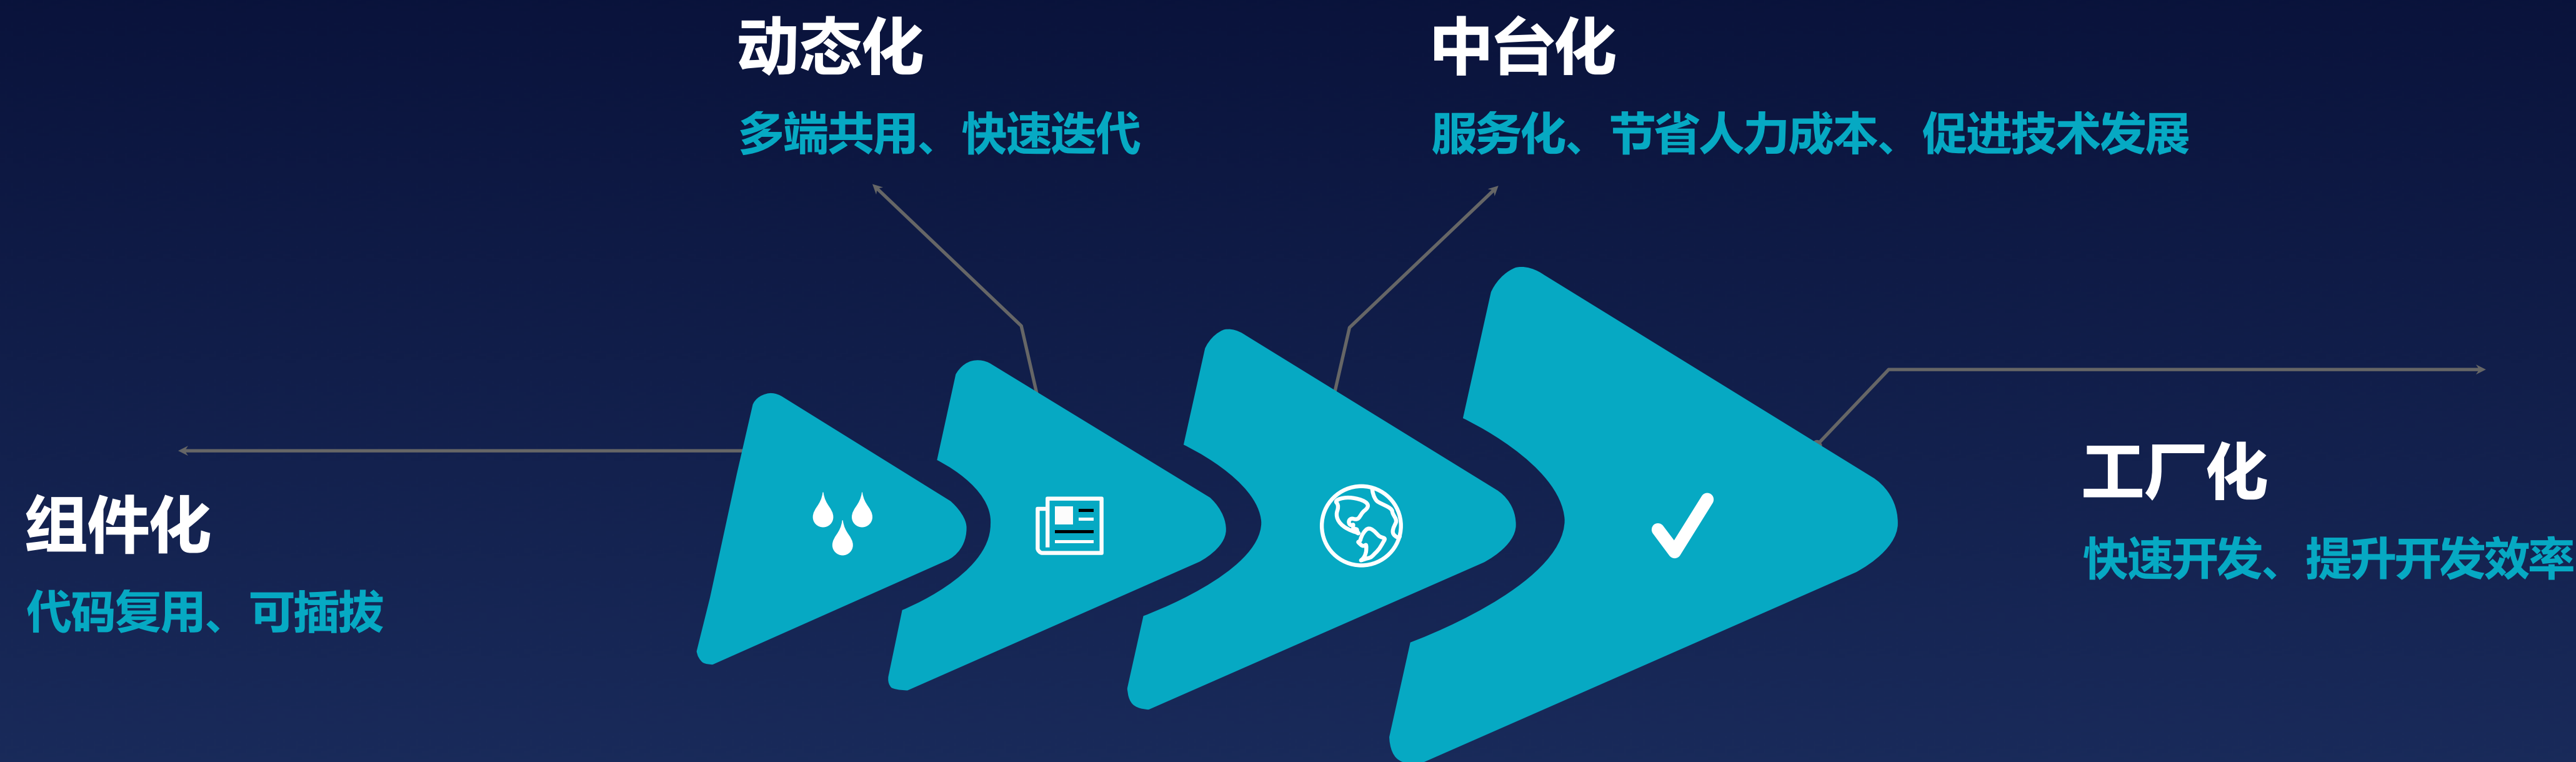 动态化
多端共用、快速迭代
中台化
服务化、节省人力成本、促进技术发展
组件化
代码复用、可插拔
工厂化
快速开发、提升开发效率